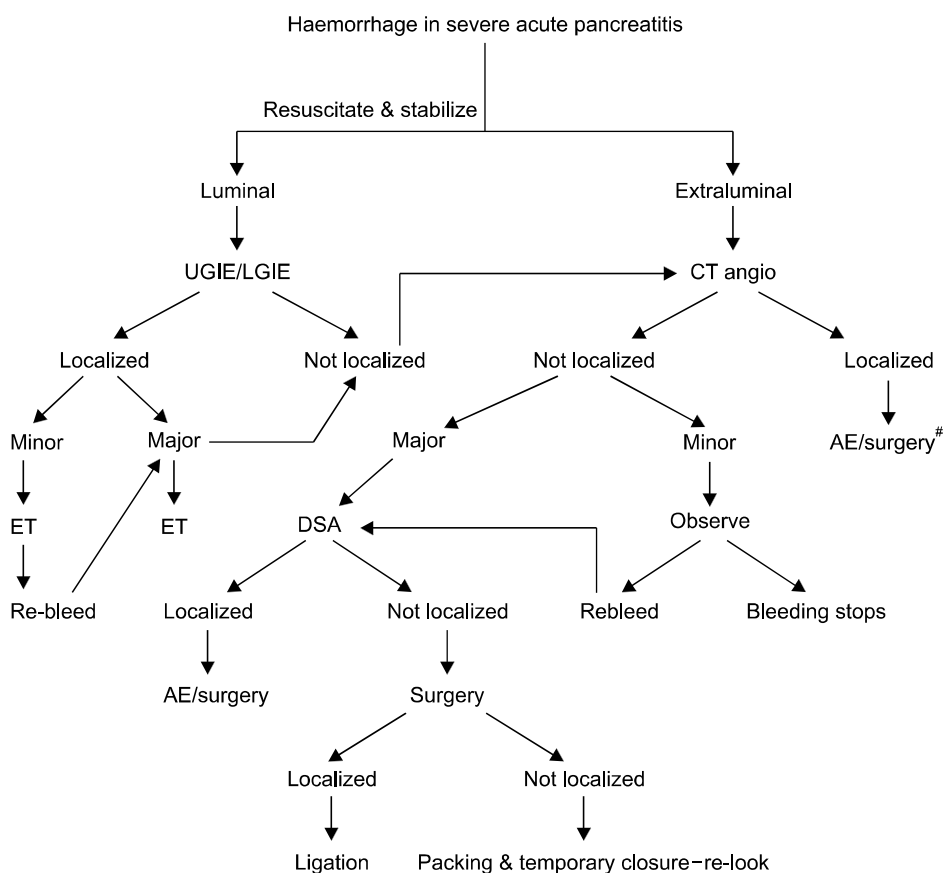 Haemorrhage in severe acute pancreatitis
Resuscitate & stabilize
Luminal
Extraluminal
UGIE/LGIE
CT angio
Localized
Not localized
Not localized
Localized
Minor
Major
Major
Minor
AE/surgery#
ET
ET
DSA
Observe
Re-bleed
Localized
Not localized
Rebleed
Bleeding stops
AE/surgery
Surgery
Localized
Not localized
Ligation
Packing & temporary closure–re-look